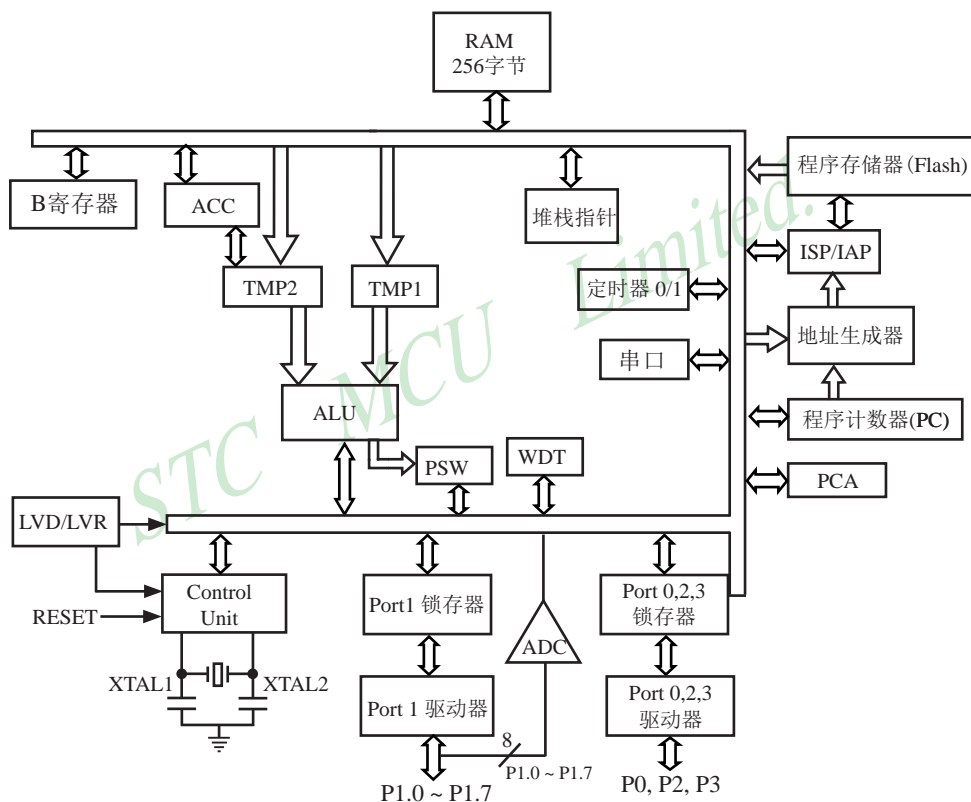 RAM
256字节
程序存储器(Flash)
B寄存器
ACC
堆栈指针
ISP/IAP
TMP2
TMP1
定时器 0/1
地址生成器
串口
ALU
程序计数器(PC)
PSW
WDT
PCA
LVD/LVR
Control
Unit
Port1 锁存器
Port 0,2,3
锁存器
RESET
ADC
XTAL1
XTAL2
Port 1 驱动器
Port 0,2,3
驱动器
8
P1.0 ~ P1.7
P1.0 ~ P1.7
P0, P2, P3
STC MCU Limited.